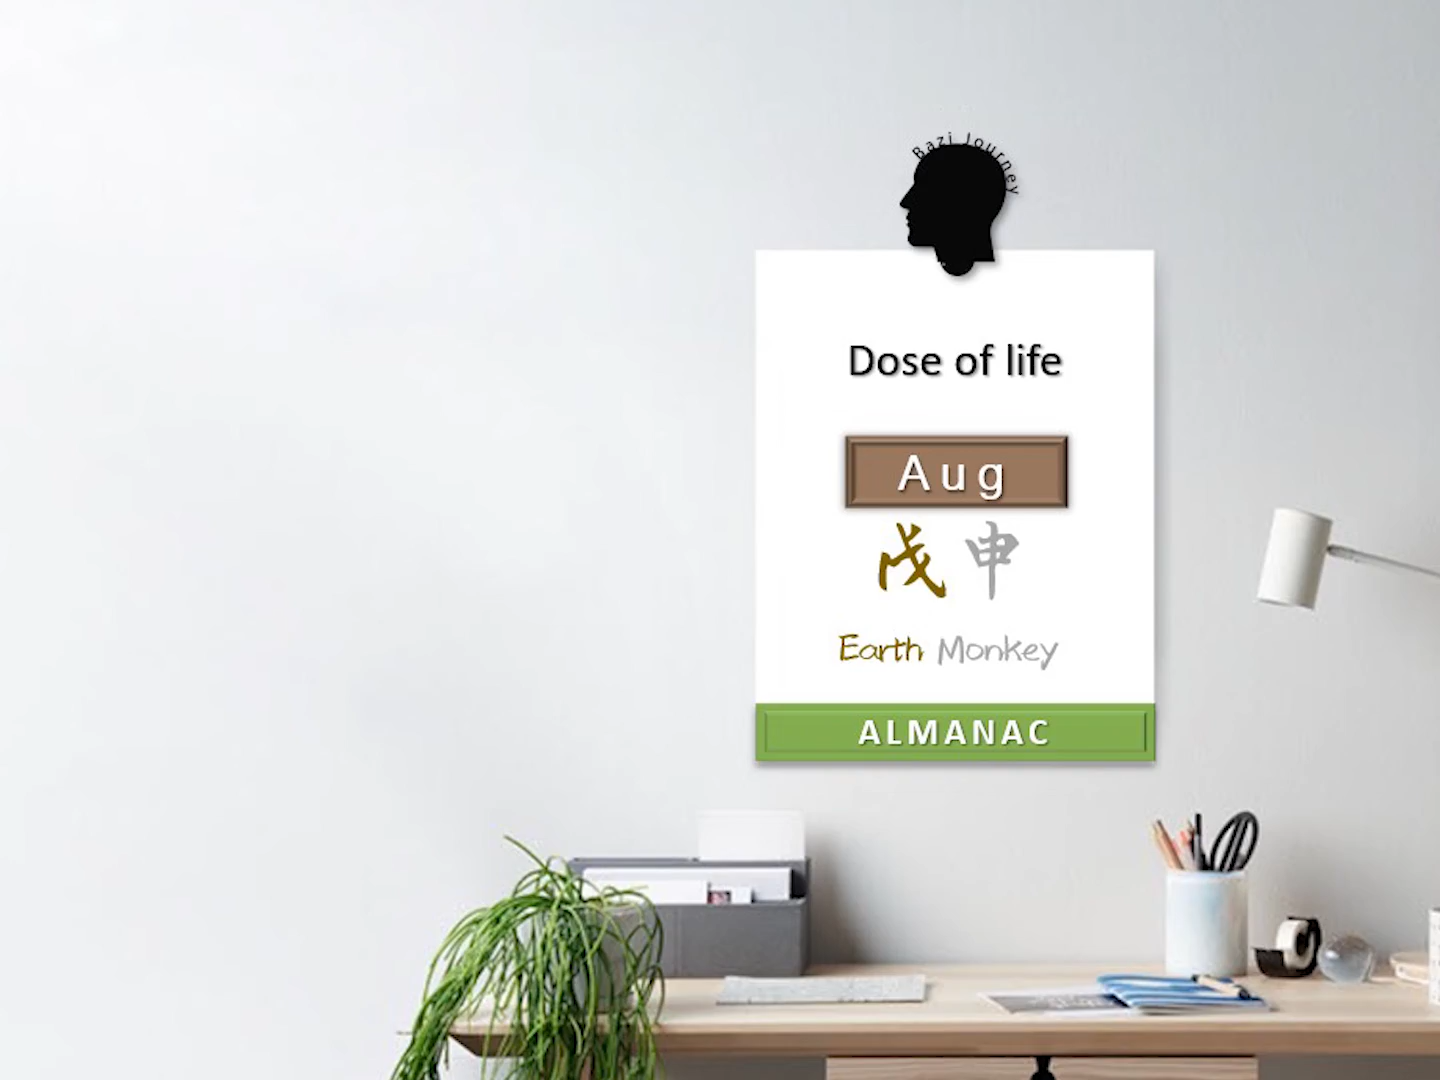 Bazi Journey
Dose of life
Aug
戊申
Earth Monkey
ALMANAC